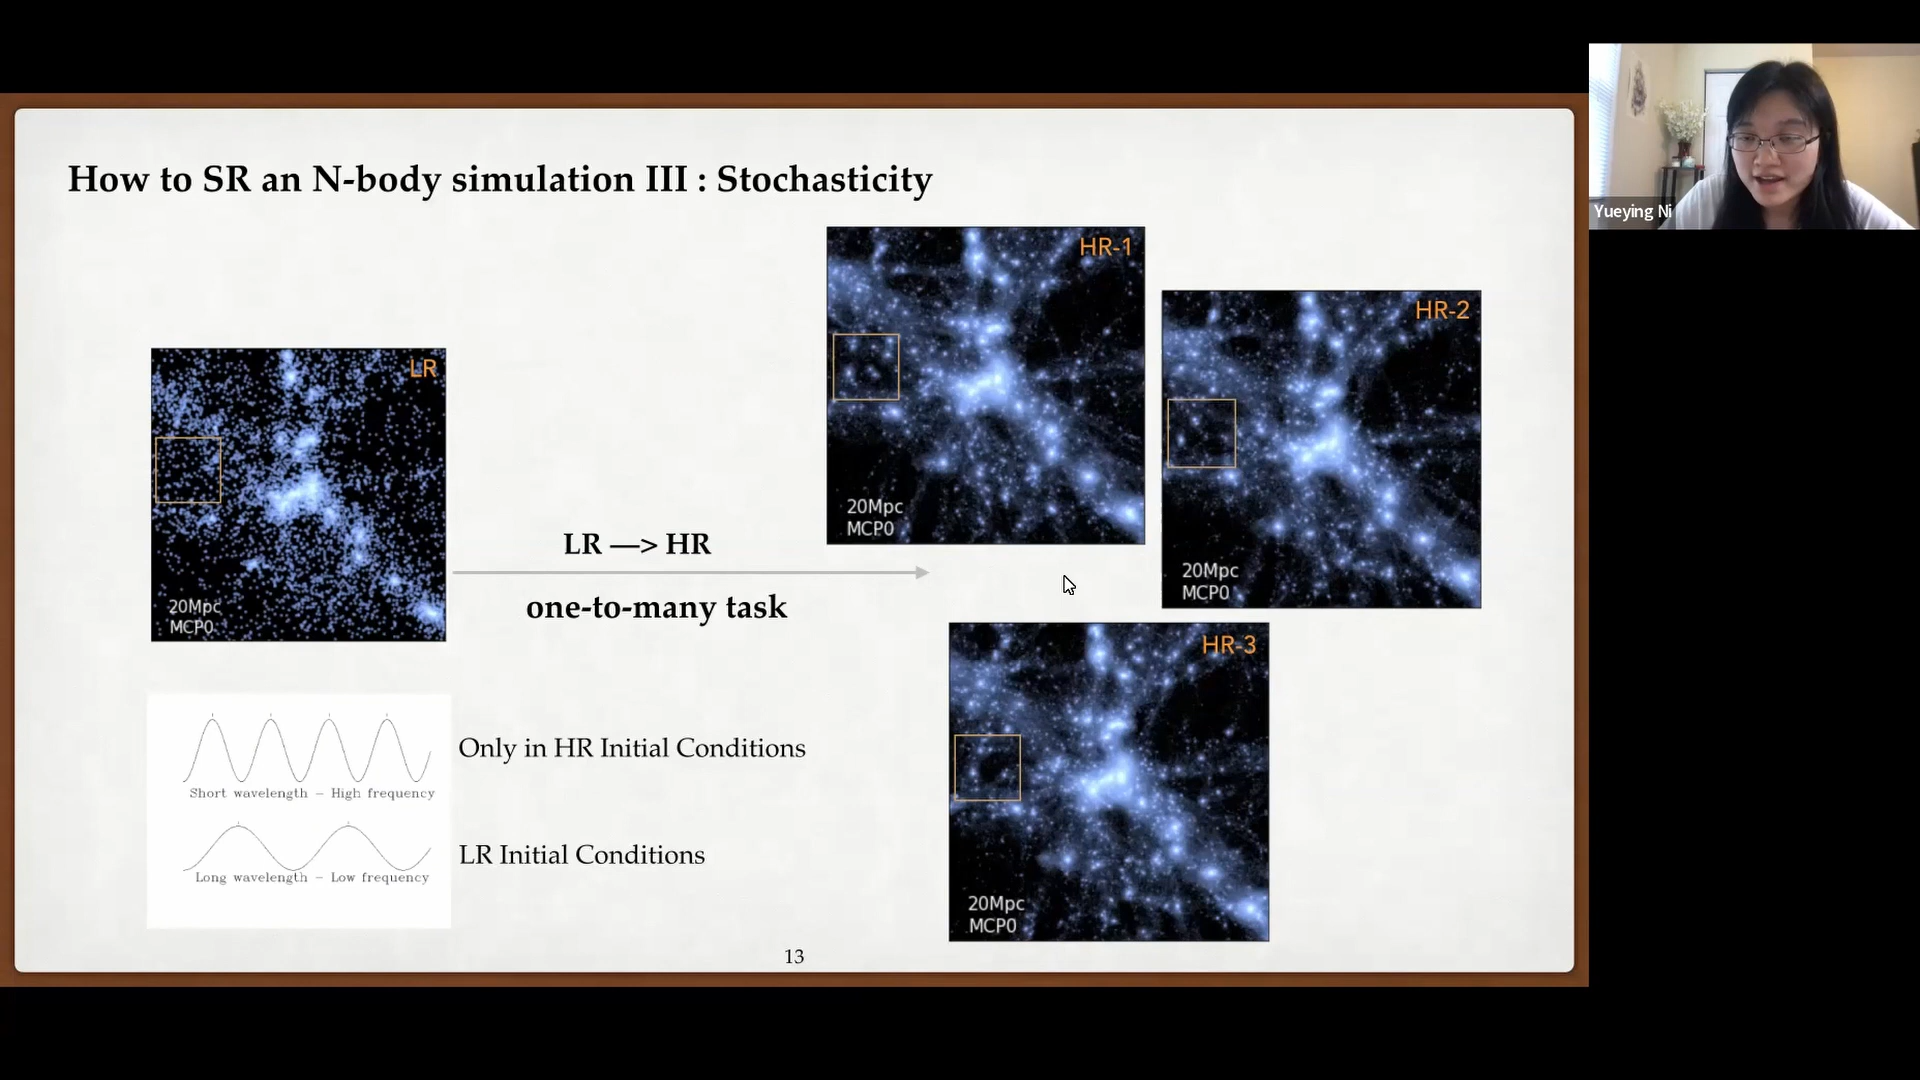 How to SR an N-body simulation III : Stochasticity
Yueying Ni
HR-1
20Mpc
MCP0
HR-2
20Mpc
MCP0
LR
20Mpc
MCP0
LR —> HR
one-to-many task
HR-3
20Mpc
MCP0
Short wavelength – High frequency
Only in HR Initial Conditions
Long wavelength – Low frequency
LR Initial Conditions
13